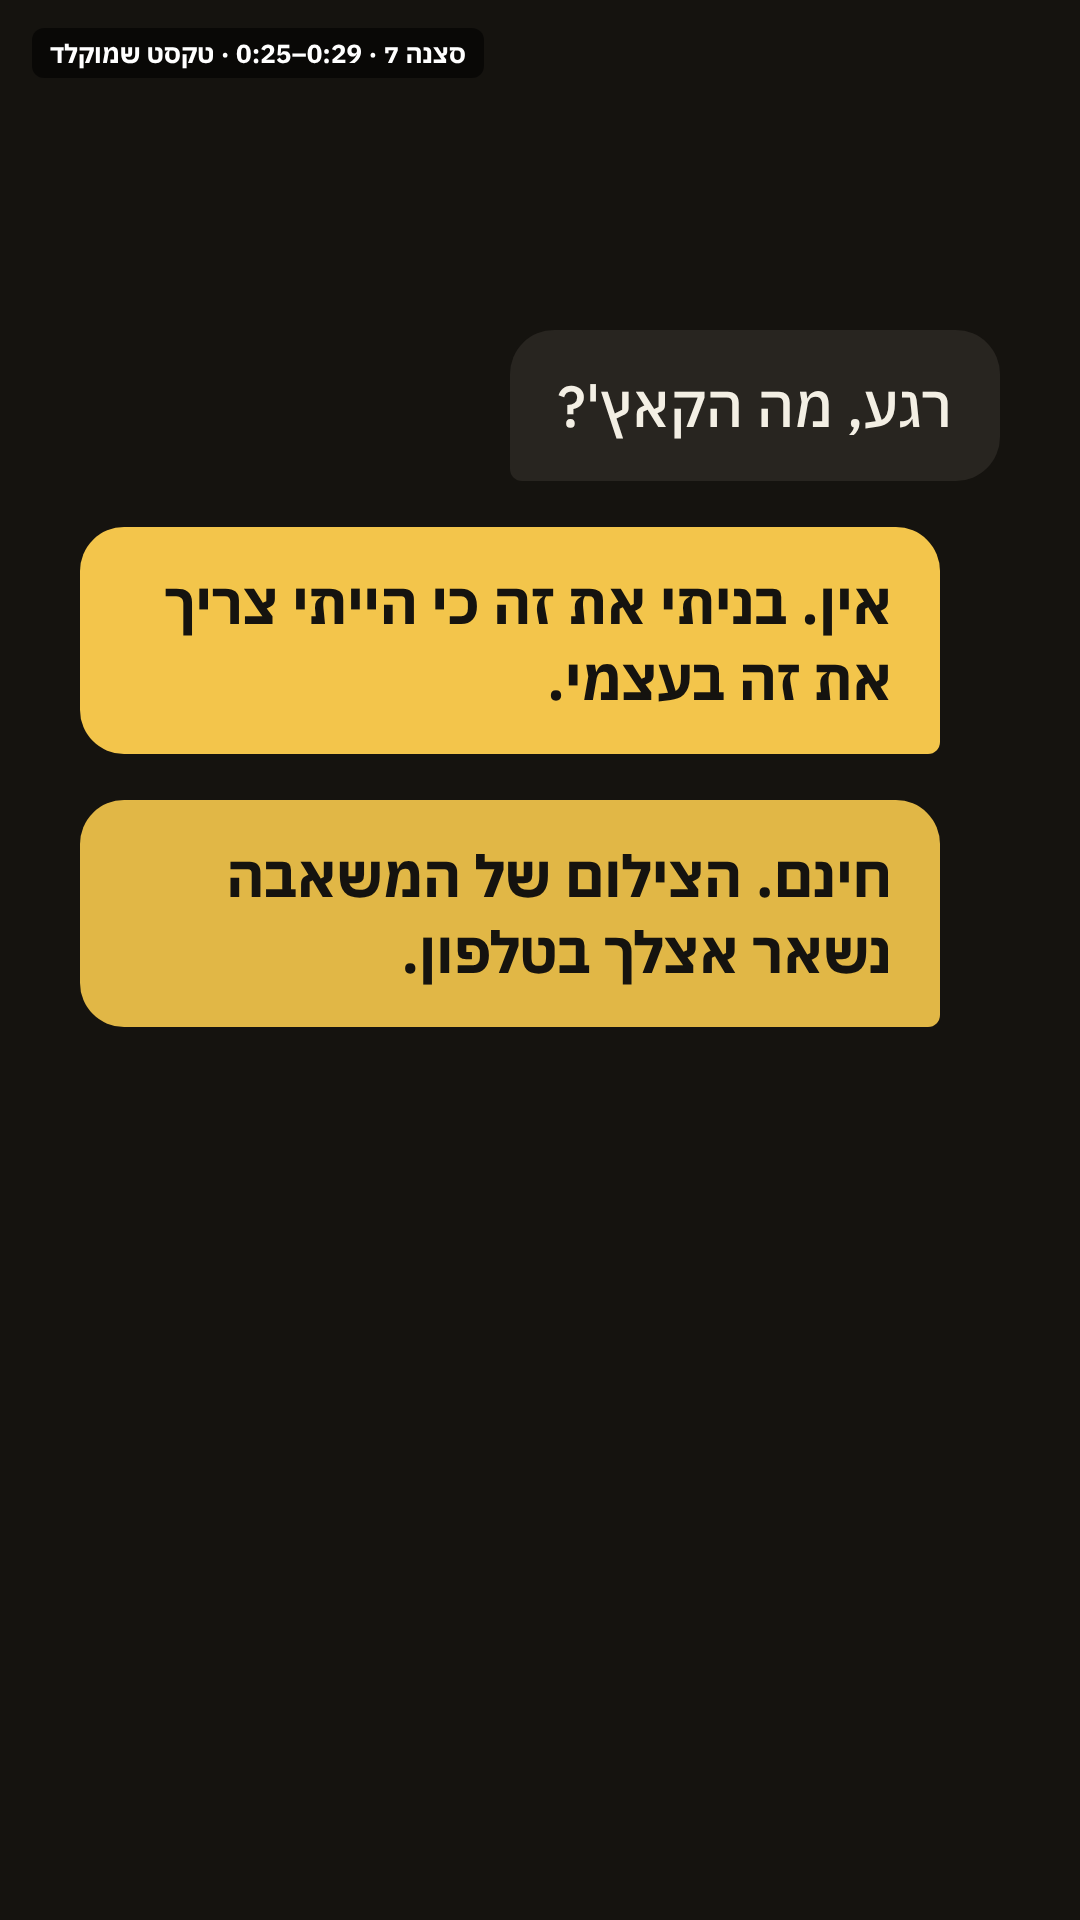 סצנה 7 · 0:25–0:29 · טקסט שמוקלד
רגע, מה הקאץ'?
אין. בניתי את זה כי הייתי צריך
את זה בעצמי.
חינם. הצילום של המשאבה
נשאר אצלך בטלפון.